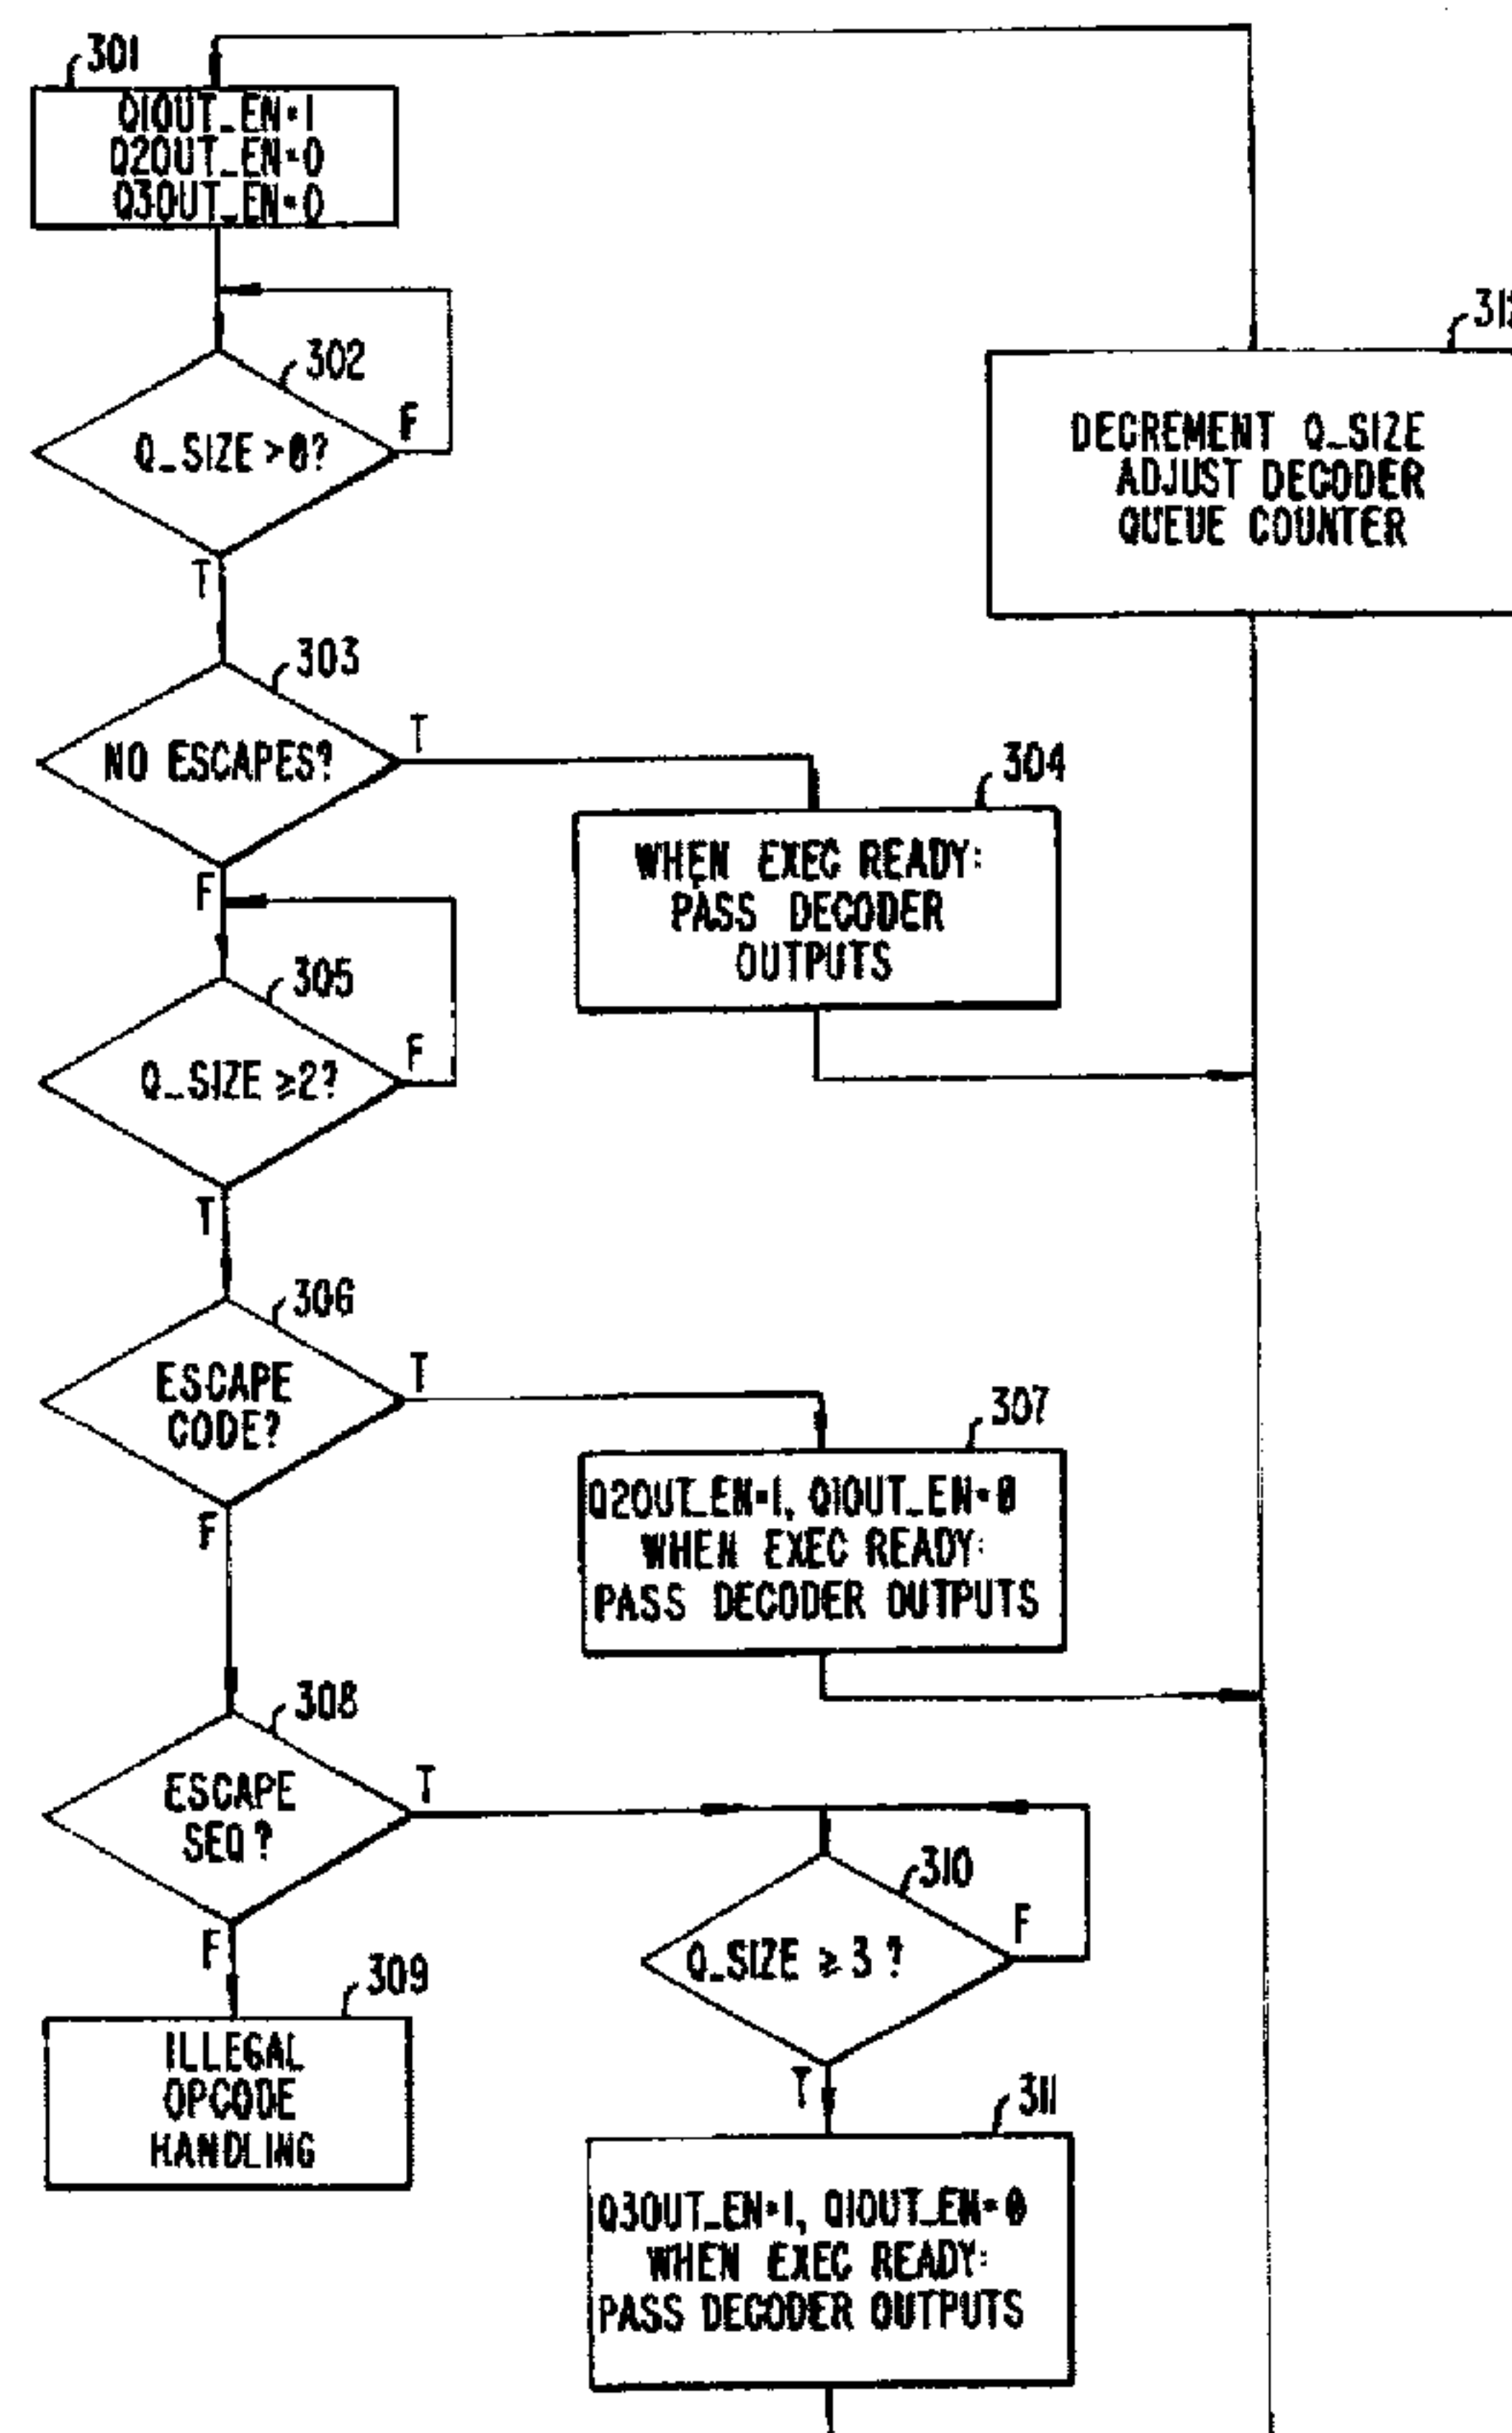 301
Q1OUT_EN=1
Q2OUT_EN=0
Q3OUT_EN=0
302
Q_SIZE >0?
F
T
DECREMENT Q_SIZE
ADJUST DECODER
QUEUE COUNTER
303
NO ESCAPES?
T
F
304
WHEN EXEC READY:
PASS DECODER
OUTPUTS
305
Q_SIZE ≥2?
F
T
306
ESCAPE
CODE?
T
F
307
Q2OUT_EN=1, Q1OUT_EN=0
WHEN EXEC READY:
PASS DECODER OUTPUTS
308
ESCAPE
SEQ?
T
F
309
ILLEGAL
OPCODE
HANDLING
310
Q_SIZE ≥ 3 ?
F
T
311
Q3OUT_EN=1, Q1OUT_EN=0
WHEN EXEC READY:
PASS DECODER OUTPUTS